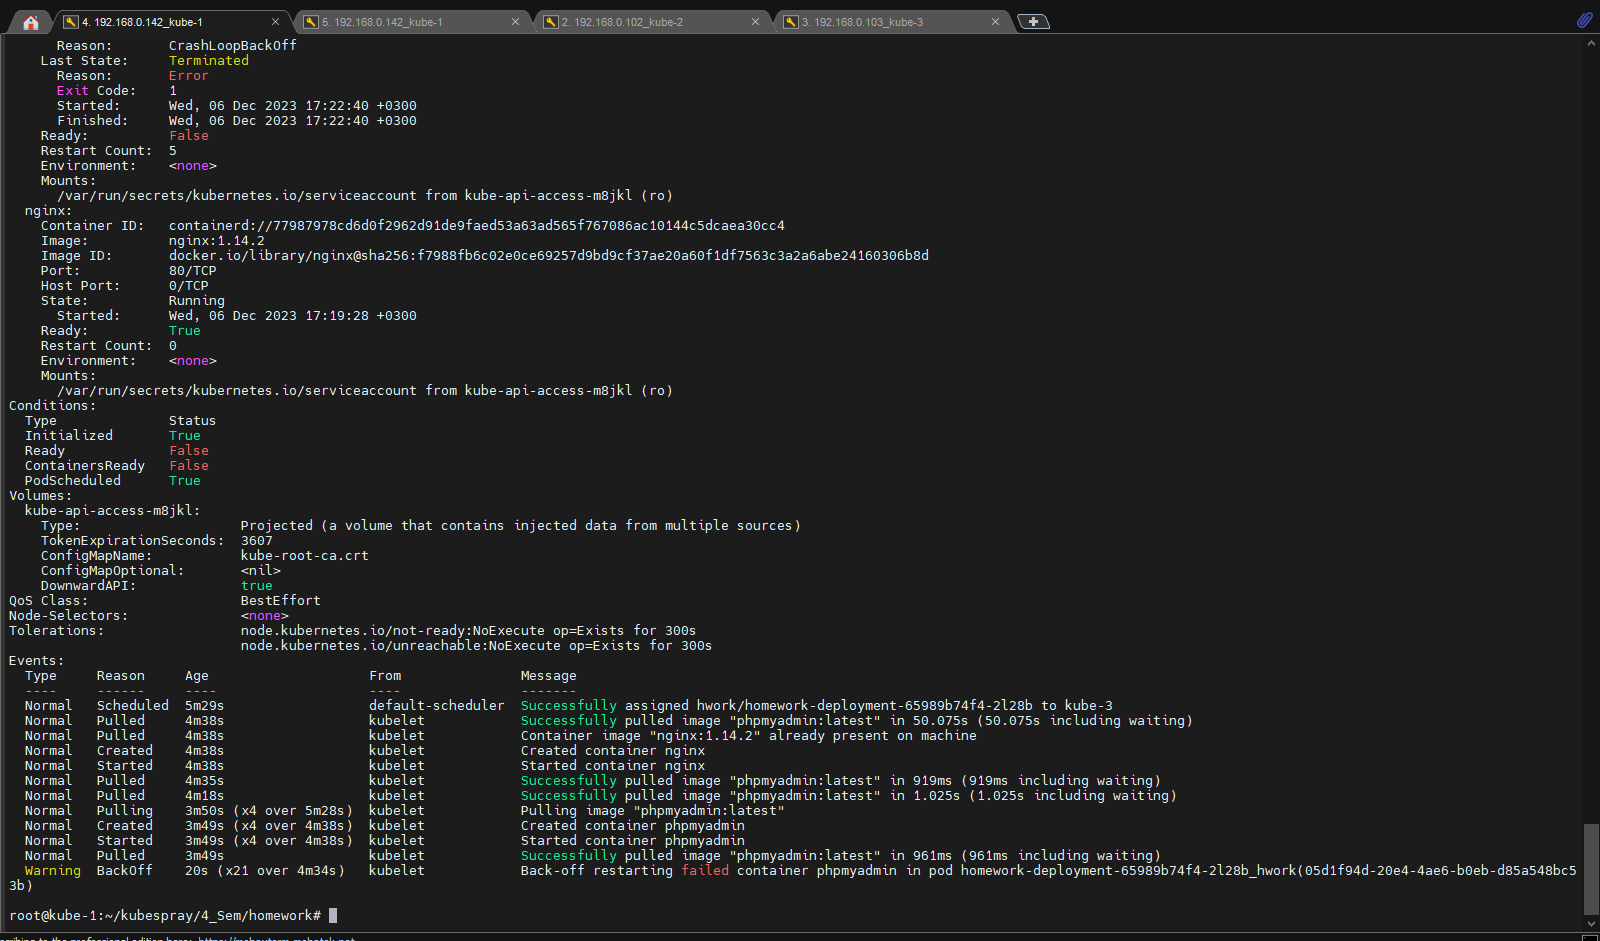 4. 192.168.0.142_kube-1
5. 192.168.0.142_kube-1
2. 192.168.0.102_kube-2
3. 192.168.0.103_kube-3
      Reason:       CrashLoopBackOff
    Last State:     Terminated
      Reason:       Error
      Exit Code:    1
      Started:      Wed, 06 Dec 2023 17:22:40 +0300
      Finished:     Wed, 06 Dec 2023 17:22:40 +0300
    Ready:          False
    Restart Count:  5
    Environment:    <none>
    Mounts:
      /var/run/secrets/kubernetes.io/serviceaccount from kube-api-access-m8jkl (ro)
  nginx:
    Container ID:   containerd://77987978cd6d0f2962d91de9faed53a63ad565f767086ac10144c5dcaea30cc4
    Image:          nginx:1.14.2
    Image ID:       docker.io/library/nginx@sha256:f7988fb6c02e0ce69257d9bd9cf37ae20a60f1df7563c3a2a6abe24160306b8d
    Port:           80/TCP
    Host Port:      0/TCP
    State:          Running
      Started:      Wed, 06 Dec 2023 17:19:28 +0300
    Ready:          True
    Restart Count:  0
    Environment:    <none>
    Mounts:
      /var/run/secrets/kubernetes.io/serviceaccount from kube-api-access-m8jkl (ro)
Conditions:
  Type              Status
  Initialized       True
  Ready             False
  ContainersReady   False
  PodScheduled      True
Volumes:
  kube-api-access-m8jkl:
    Type:                    Projected (a volume that contains injected data from multiple sources)
    TokenExpirationSeconds:  3607
    ConfigMapName:           kube-root-ca.crt
    ConfigMapOptional:       <nil>
    DownwardAPI:             true
QoS Class:                   BestEffort
Node-Selectors:              <none>
Tolerations:                 node.kubernetes.io/not-ready:NoExecute op=Exists for 300s
                             node.kubernetes.io/unreachable:NoExecute op=Exists for 300s
Events:
  Type     Reason     Age                    From               Message
  ----     ------     ----                   ----               -------
  Normal   Scheduled  5m29s                  default-scheduler  Successfully assigned hwork/homework-deployment-65989b74f4-2l28b to kube-3
  Normal   Pulled     4m38s                  kubelet            Successfully pulled image "phpmyadmin:latest" in 50.075s (50.075s including waiting)
  Normal   Pulled     4m38s                  kubelet            Container image "nginx:1.14.2" already present on machine
  Normal   Created    4m38s                  kubelet            Created container nginx
  Normal   Started    4m38s                  kubelet            Started container nginx
  Normal   Pulled     4m35s                  kubelet            Successfully pulled image "phpmyadmin:latest" in 919ms (919ms including waiting)
  Normal   Pulled     4m18s                  kubelet            Successfully pulled image "phpmyadmin:latest" in 1.025s (1.025s including waiting)
  Normal   Pulling    3m50s (x4 over 5m28s)  kubelet            Pulling image "phpmyadmin:latest"
  Normal   Created    3m49s (x4 over 4m38s)  kubelet            Created container phpmyadmin
  Normal   Started    3m49s (x4 over 4m38s)  kubelet            Started container phpmyadmin
  Normal   Pulled     3m49s                  kubelet            Successfully pulled image "phpmyadmin:latest" in 961ms (961ms including waiting)
  Warning  BackOff    20s (x21 over 4m34s)   kubelet            Back-off restarting failed container phpmyadmin in pod homework-deployment-65989b74f4-2l28b_hwork(05d1f94d-20e4-4ae6-b0eb-d85a548bc5
3b)
root@kube-1:~/kubespray/4_Sem/homework#